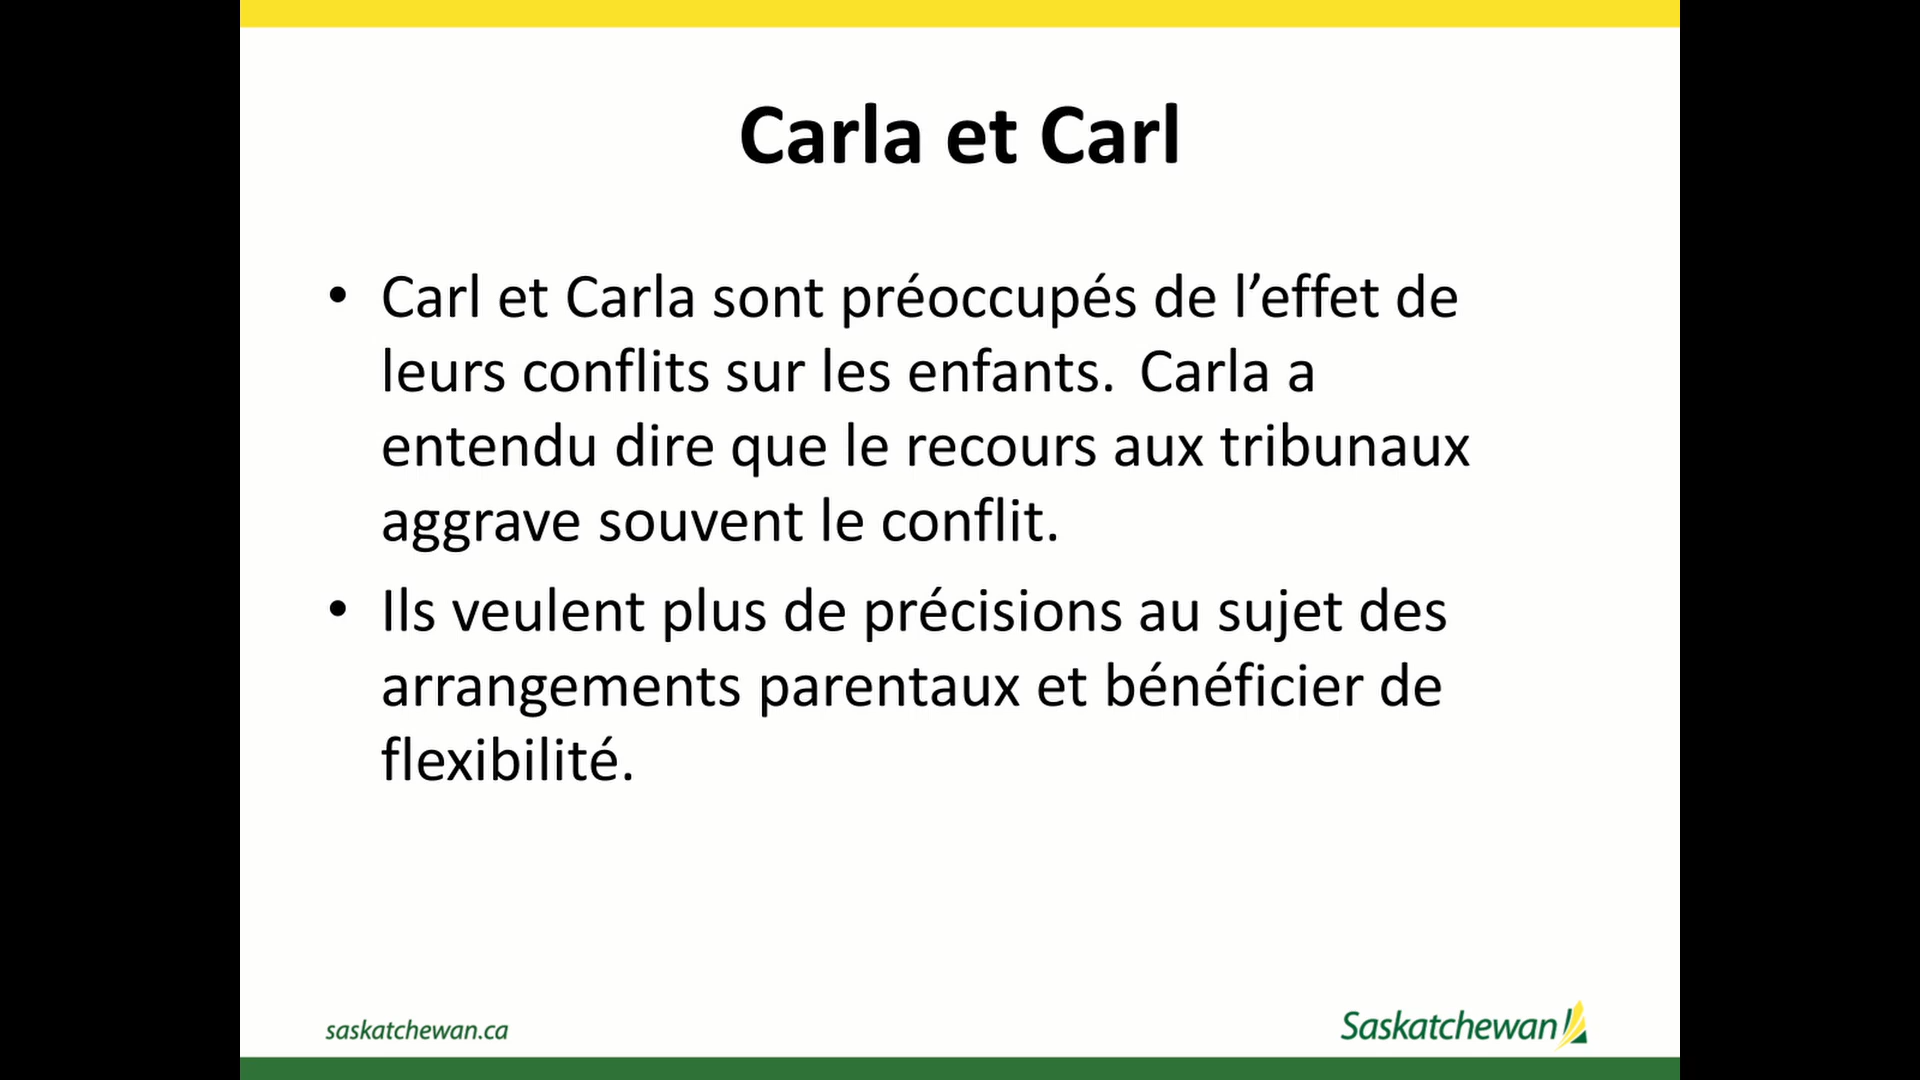 Carla et Carl
• Carl et Carla sont préoccupés de l’effet de
leurs conflits sur les enfants.  Carla a
entendu dire que le recours aux tribunaux
aggrave souvent le conflit.
• Ils veulent plus de précisions au sujet des
arrangements parentaux et bénéficier de
flexibilité.
saskatchewan.ca
Saskatchewan